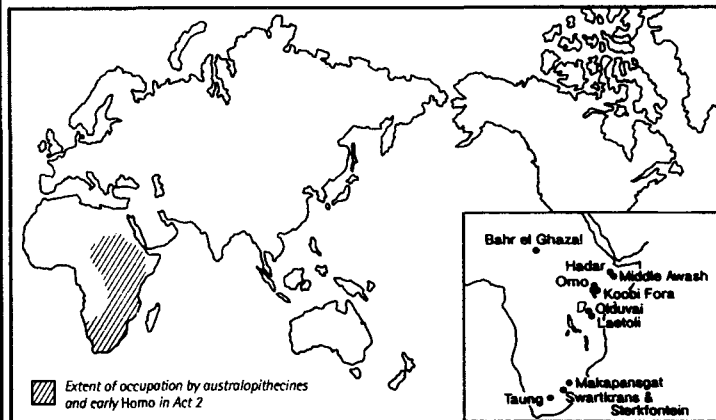 Bahr el Ghazal
Hadar
Middle Awash
Omo
Koobi Fora
Olduvai
Laetoli
Makapansgat
Taung
Swartkrans &
Sterkfontein
Extent of occupation by australopithecines
and early Homo in Act 2